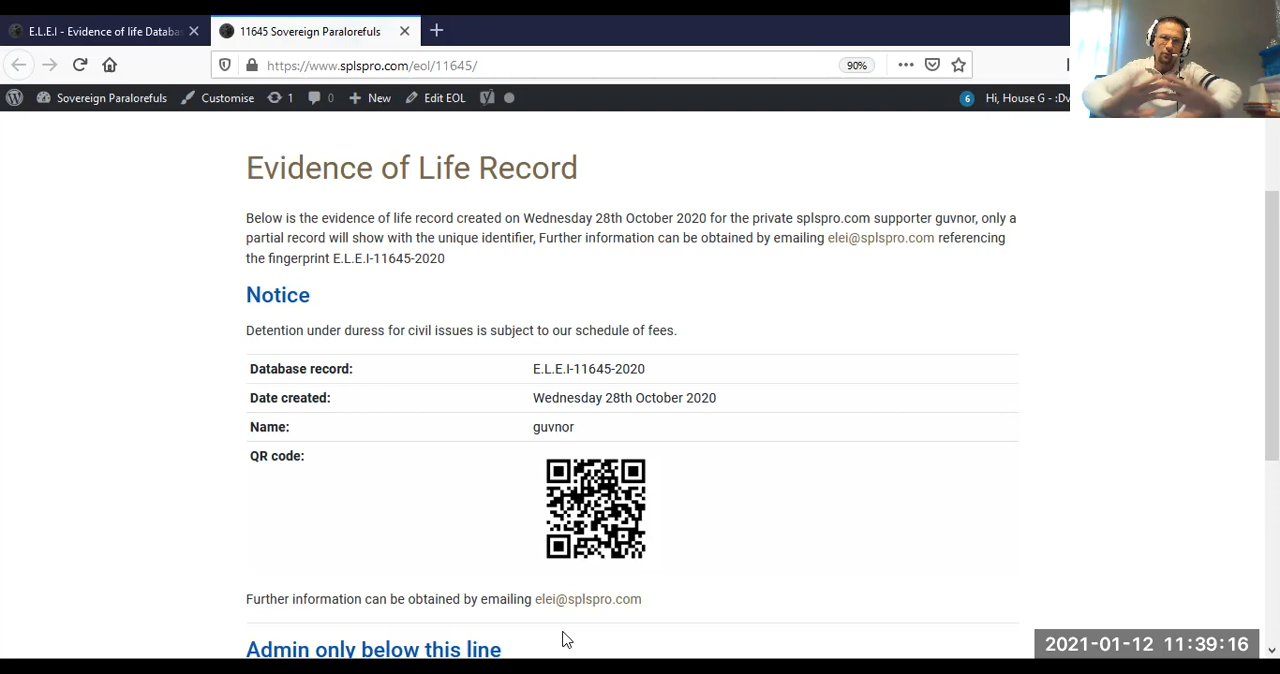 E.L.E.I - Evidence of life Databa
11645 Sovereign Paralorefuls
https://www.splspro.com/eol/11645/
90%
Sovereign Paralorefuls Customise 1 0 New Edit EOL
6 Hi, House G - :Dv
Evidence of Life Record
Below is the evidence of life record created on Wednesday 28th October 2020 for the private splspro.com supporter guvnor, only a
partial record will show with the unique identifier, Further information can be obtained by emailing elei@splspro.com referencing
the fingerprint E.L.E.I-11645-2020
Notice
Detention under duress for civil issues is subject to our schedule of fees.
Database record: E.L.E.I-11645-2020
Date created: Wednesday 28th October 2020
Name: guvnor
QR code:
Further information can be obtained by emailing elei@splspro.com
Admin only below this line
2021-01-12 11:39:16